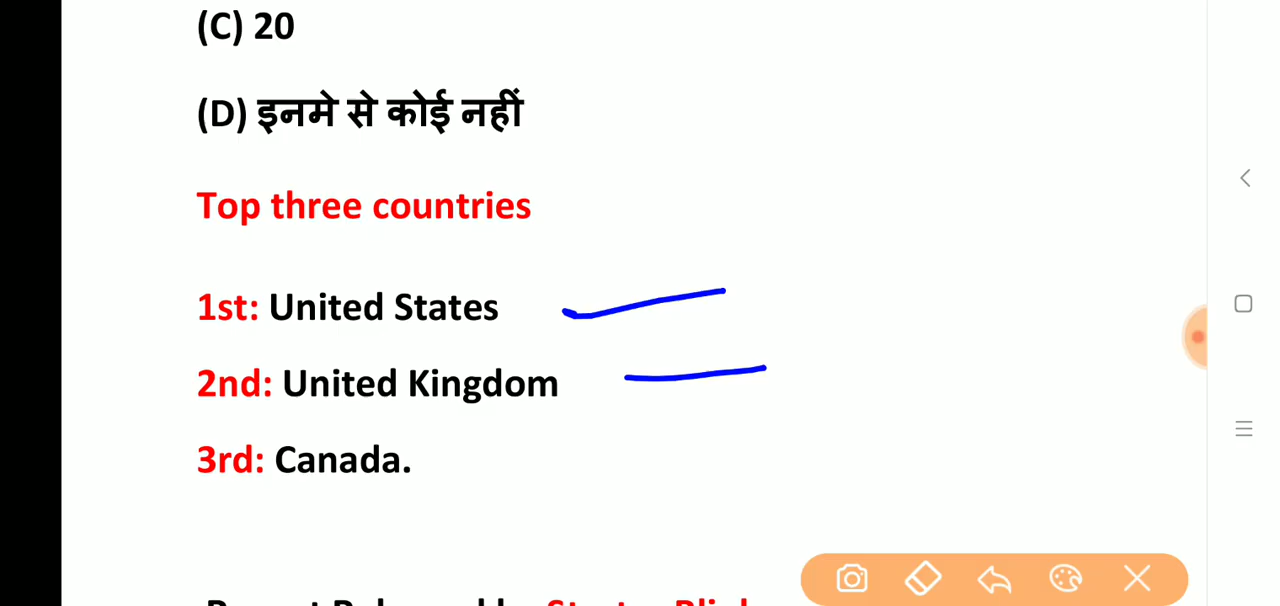 (C) 20
(D) इनमे से कोई नहीं
Top three countries
1st: United States
2nd: United Kingdom
3rd: Canada.